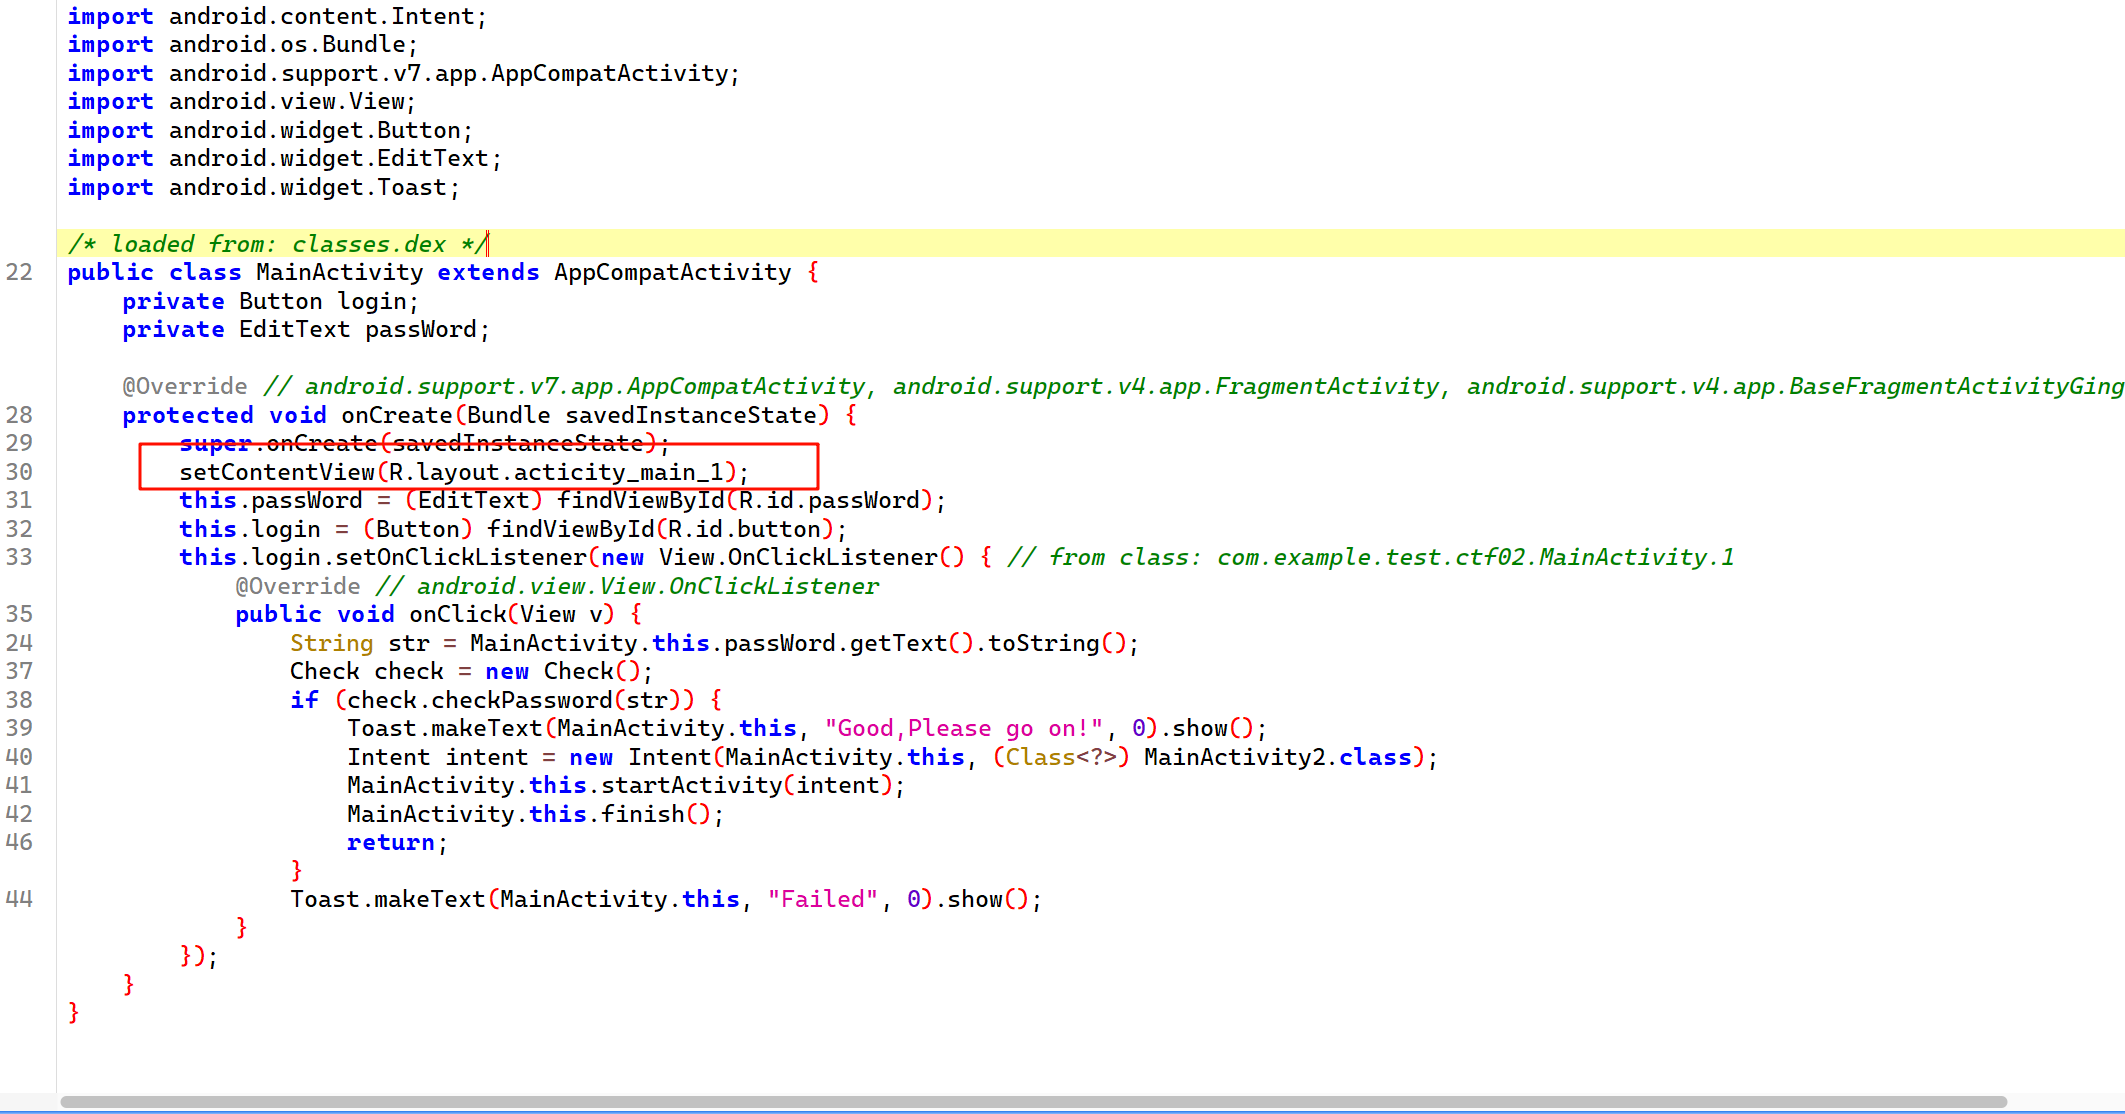 import android.content.Intent;
import android.os.Bundle;
import android.support.v7.app.AppCompatActivity;
import android.view.View;
import android.widget.Button;
import android.widget.EditText;
import android.widget.Toast;
/* loaded from: classes.dex */
22 public class MainActivity extends AppCompatActivity {
private Button login;
private EditText passWord;
@Override // android.support.v7.app.AppCompatActivity, android.support.v4.app.FragmentActivity, android.support.v4.app.BaseFragmentActivityGing
28 protected void onCreate(Bundle savedInstanceState) {
29 super.onCreate(savedInstanceState);
30 setContentView(R.layout.acticity_main_1);
31 this.passWord = (EditText) findViewById(R.id.passWord);
32 this.login = (Button) findViewById(R.id.button);
33 this.login.setOnClickListener(new View.OnClickListener() { // from class: com.example.test.ctf02.MainActivity.1
@Override // android.view.View.OnClickListener
35 public void onClick(View v) {
24 String str = MainActivity.this.passWord.getText().toString();
37 Check check = new Check();
38 if (check.checkPassword(str)) {
39 Toast.makeText(MainActivity.this, "Good,Please go on!", 0).show();
40 Intent intent = new Intent(MainActivity.this, (Class<?>) MainActivity2.class);
41 MainActivity.this.startActivity(intent);
42 MainActivity.this.finish();
46 return;
}
44 Toast.makeText(MainActivity.this, "Failed", 0).show();
}
});
}
}